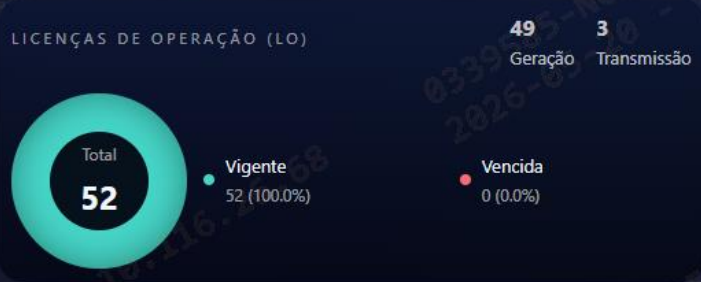 LICENÇAS DE OPERAÇÃO (LO)
49
Geração
3
Transmissão
Total
52
Vigente
52 (100.0%)
Vencida
0 (0.0%)